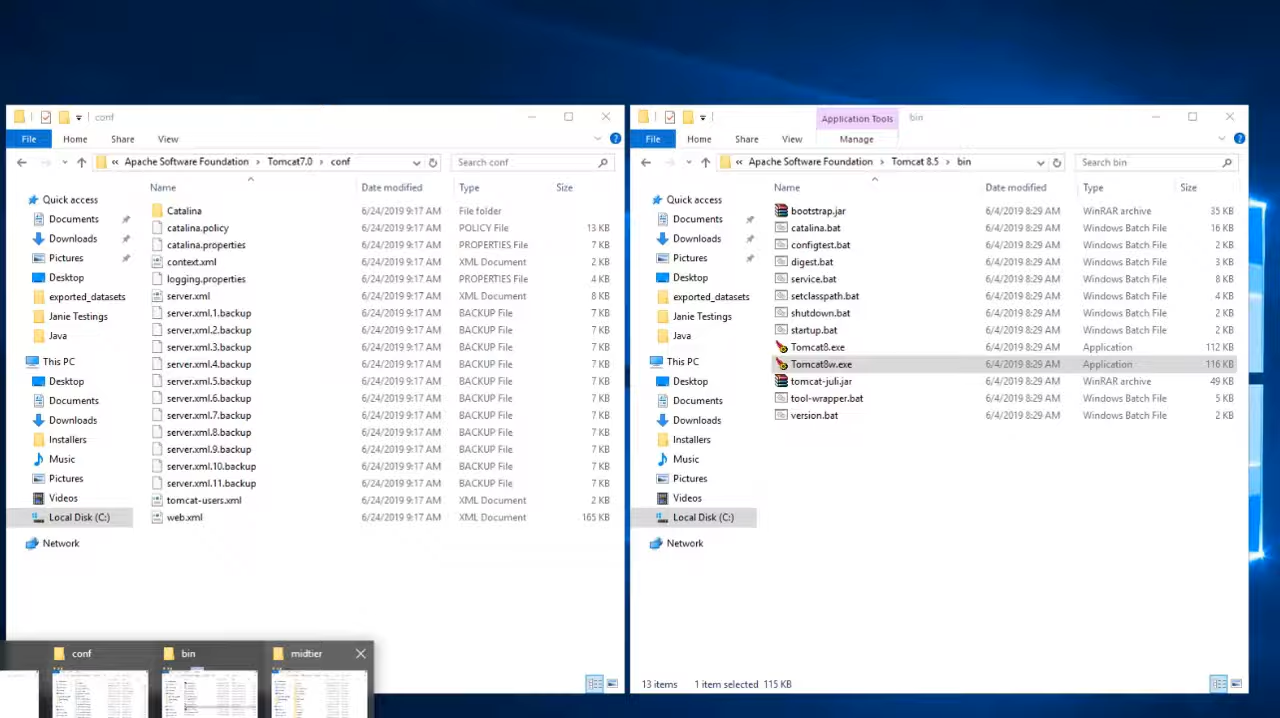 conf
File Home Share View
« Apache Software Foundation > Tomcat7.0 > conf Search conf
Name Date modified Type Size
Quick access
Documents
Downloads
Pictures
Desktop
exported_datasets
Janie Testings
Java
This PC
Desktop
Documents
Downloads
Installers
Music
Pictures
Videos
Local Disk (C:)
Network
Catalina 6/24/2019 9:17 AM File folder
catalina.policy 6/24/2019 9:17 AM POLICY File 13 KB
catalina.properties 6/24/2019 9:17 AM PROPERTIES File 7 KB
context.xml 6/24/2019 9:17 AM XML Document 2 KB
logging.properties 6/24/2019 9:17 AM PROPERTIES File 4 KB
server.xml 6/24/2019 9:17 AM XML Document 8 KB
server.xml.1.backup 6/24/2019 9:17 AM BACKUP File 7 KB
server.xml.2.backup 6/24/2019 9:17 AM BACKUP File 7 KB
server.xml.3.backup 6/24/2019 9:17 AM BACKUP File 7 KB
server.xml.4.backup 6/24/2019 9:17 AM BACKUP File 7 KB
server.xml.5.backup 6/24/2019 9:17 AM BACKUP File 7 KB
server.xml.6.backup 6/24/2019 9:17 AM BACKUP File 7 KB
server.xml.7.backup 6/24/2019 9:17 AM BACKUP File 7 KB
server.xml.8.backup 6/24/2019 9:17 AM BACKUP File 7 KB
server.xml.9.backup 6/24/2019 9:17 AM BACKUP File 7 KB
server.xml.10.backup 6/24/2019 9:17 AM BACKUP File 7 KB
server.xml.11.backup 6/24/2019 9:17 AM BACKUP File 7 KB
tomcat-users.xml 6/24/2019 9:17 AM XML Document 2 KB
web.xml 6/24/2019 9:17 AM XML Document 165 KB
Application Tools bin
File Home Share View Manage
« Apache Software Foundation > Tomcat 8.5 > bin Search bin
Name Date modified Type Size
Quick access
Documents
Downloads
Pictures
Desktop
exported_datasets
Janie Testings
Java
This PC
Desktop
Documents
Downloads
Installers
Music
Pictures
Videos
Local Disk (C:)
Network
bootstrap.jar 6/4/2019 8:29 AM WinRAR archive 35 KB
catalina.bat 6/4/2019 8:29 AM Windows Batch File 16 KB
configtest.bat 6/4/2019 8:29 AM Windows Batch File 2 KB
digest.bat 6/4/2019 8:29 AM Windows Batch File 3 KB
service.bat 6/4/2019 8:29 AM Windows Batch File 8 KB
setclasspath.bat 6/4/2019 8:29 AM Windows Batch File 4 KB
shutdown.bat 6/4/2019 8:29 AM Windows Batch File 2 KB
startup.bat 6/4/2019 8:29 AM Windows Batch File 2 KB
Tomcat8.exe 6/4/2019 8:29 AM Application 112 KB
Tomcat8w.exe 6/4/2019 8:29 AM Application 116 KB
tomcat-juli.jar 6/4/2019 8:29 AM WinRAR archive 49 KB
tool-wrapper.bat 6/4/2019 8:29 AM Windows Batch File 5 KB
version.bat 6/4/2019 8:29 AM Windows Batch File 2 KB
13 items 1 item selected 115 KB
conf bin midtier